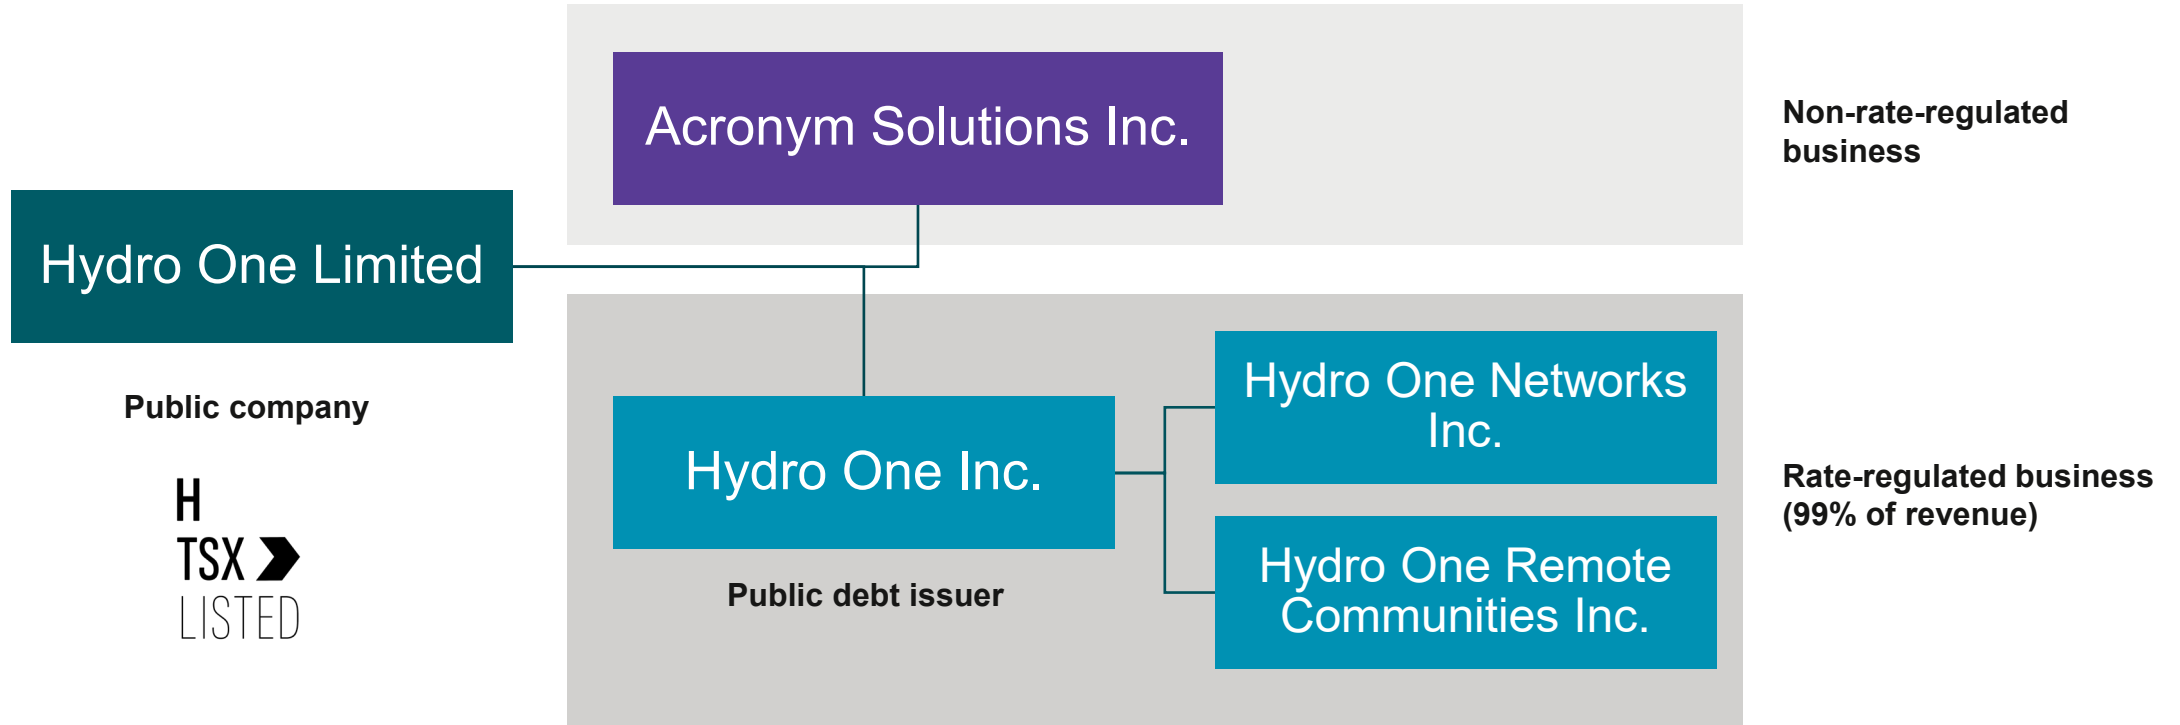 Acronym Solutions Inc.
Non-rate-regulated
business
Hydro One Limited
Public company
H
TSX
LISTED
Hydro One Inc.
Public debt issuer
Hydro One Networks
Inc.
Hydro One Remote
Communities Inc.
Rate-regulated business
(99% of revenue)